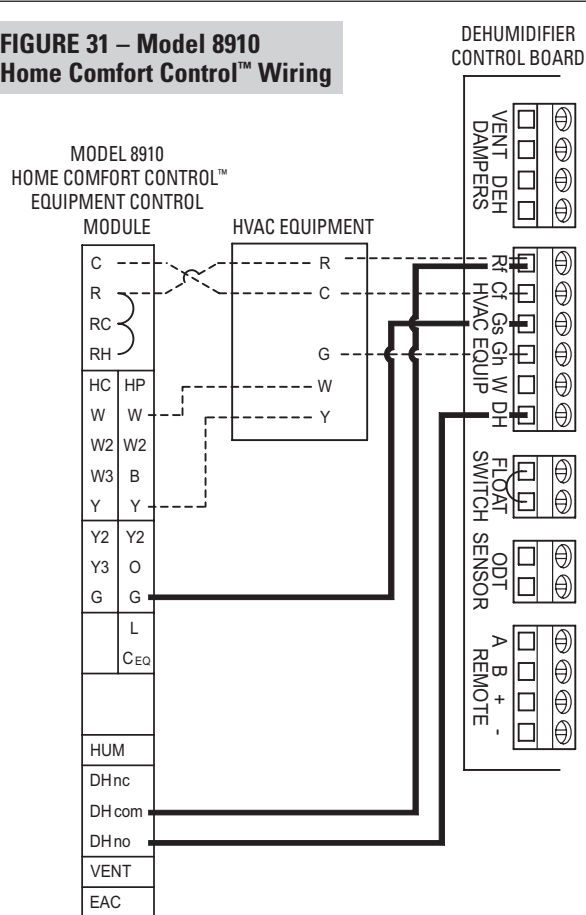 FIGURE 31 – Model 8910
Home Comfort Control™ Wiring
DEHUMIDIFIER
CONTROL BOARD
MODEL 8910
HOME COMFORT CONTROL™
EQUIPMENT CONTROL
MODULE
HVAC EQUIPMENT
C
R
RC
RH
HC HP
W W
W2 W2
W3 B
Y Y
Y2 Y2
Y3 O
G G
L
CEQ
HUM
DHnc
DHcom
DHno
VENT
EAC
R
C
G
W
Y
VENT DEH
DAMPERS
Rf Cf Gs Gh W DH
HVAC EQUIP
FLOAT
SWITCH
ODT
SENSOR
A B + -
REMOTE